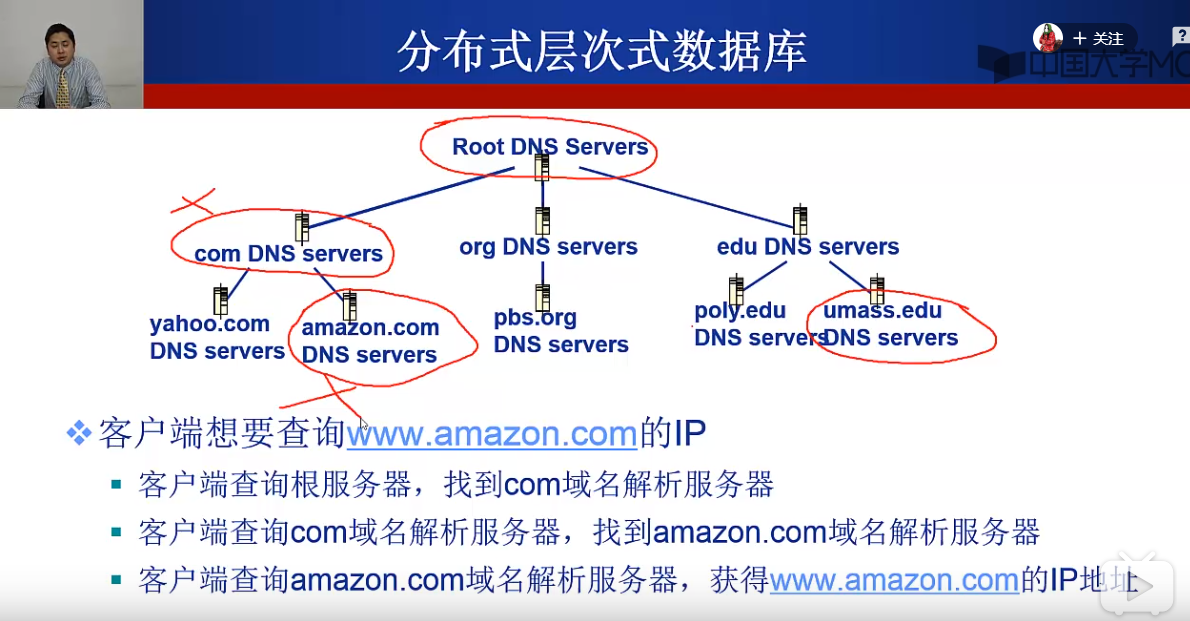 分布式层次式数据库
+ 关注
?
中国大学MO
Root DNS Servers
com DNS servers
org DNS servers
edu DNS servers
yahoo.com
DNS servers
amazon.com
DNS servers
pbs.org
DNS servers
poly.edu
DNS servers
umass.edu
DNS servers
客户端想要查询www.amazon.com的IP
客户端查询根服务器，找到com域名解析服务器
客户端查询com域名解析服务器，找到amazon.com域名解析服务器
客户端查询amazon.com域名解析服务器，获得www.amazon.com的IP地址